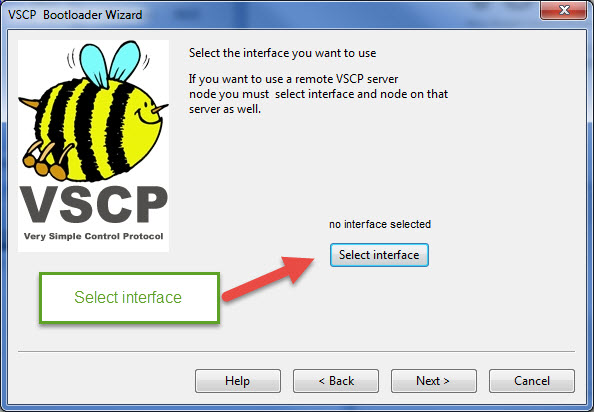 VSCP Bootloader Wizard
Select the interface you want to use
If you want to use a remote VSCP server
node you must select interface and node on that
server as well.
VSCP
Very Simple Control Protocol
no interface selected
Select interface
Select interface
Help
< Back
Next >
Cancel